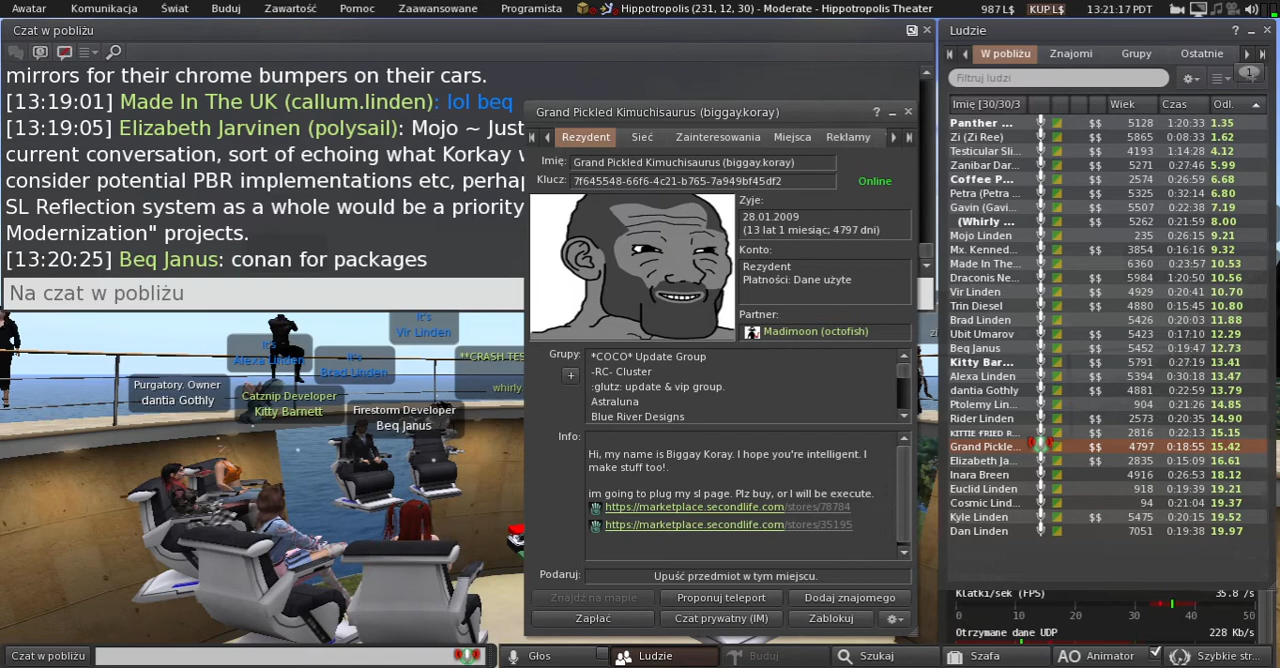 Awatar Komunikacja Świat Buduj Zawartość Pomoc Zaawansowane Programista Hippotropolis (231, 12, 30) - Moderate - Hippotropolis Theater 987 L$ KUP L$ 13:21:17 PDT
Czat w pobliżu
mirrors for their chrome bumpers on their cars.
[13:19:01] Made In The UK (callum.linden): lol beq
[13:19:05] Elizabeth Jarvinen (polysail): Mojo ~ Just
current conversation, sort of echoing what Korkay w
consider potential PBR implementations etc, perhap
SL Reflection system as a whole would be a priority
Modernization" projects.
[13:20:25] Beq Janus: conan for packages
Na czat w pobliżu
It's
Vir Linden
It's
Alexa Linden
It's
Brad Linden
**CRASH TES
whirly.
Purgatory. Owner
dantia Gothly
Catznip Developer
Kitty Barnett
Firestorm Developer
Beq Janus
Grand Pickled Kimuchisaurus (biggay.koray)
Rezydent Sieć Zainteresowania Miejsca Reklamy
Imię: Grand Pickled Kimuchisaurus (biggay.koray)
Klucz: 7f645548-66f6-4c21-b765-7a949bf45df2 Online
Żyje:
28.01.2009
(13 lat 1 miesiąc; 4797 dni)
Konto:
Rezydent
Płatności: Dane użyte
Partner:
Madimoon (octofish)
Grupy: *COCO* Update Group
-RC- Cluster
:glutz: update & vip group.
Astraluna
Blue River Designs
Info:
Hi, my name is Biggay Koray. I hope you're intelligent. I
make stuff too!.
im going to plug my sl page. Plz buy, or I will be execute.
https://marketplace.secondlife.com/stores/78784
https://marketplace.secondlife.com/stores/35195
Podaruj: Upuść przedmiot w tym miejscu.
Znajdź na mapie Proponuj teleport Dodaj znajomego
Zapłać Czat prywatny (IM) Zablokuj
Ludzie
W pobliżu Znajomi Grupy Ostatnie
Filtruj ludzi 1
Imię [30/30/3 Wiek Czas Odl.
Panther ... $$ 5128 1:20:33 1.35
Zi (Zi Ree) $$ 5865 0:08:33 1.62
Testicular Sli... $$ 4193 1:14:28 4.12
Zanibar Dar... $$ 5271 0:27:46 5.99
Coffee P... $$ 2574 0:26:59 6.68
Petra (Petra ... $$ 5325 0:32:14 6.80
Gavin (Gavi... $$ 5507 0:22:38 7.19
(Whirly ... $$ 5262 0:21:59 8.00
Mojo Linden 235 0:26:15 9.21
Mx. Kenned... $$ 3854 0:16:16 9.32
Made In The... 6360 0:23:57 10.53
Draconis Ne... $$ 5984 1:20:50 10.56
Vir Linden $$ 4929 0:20:41 10.70
Trin Diesel $$ 4880 0:15:45 10.80
Brad Linden 5426 0:20:03 11.88
Ubit Umarov $$ 5423 0:17:10 12.29
Beq Janus $$ 5452 0:19:47 12.73
Kitty Bar... $$ 5791 0:27:19 13.41
Alexa Linden $$ 5394 0:30:18 13.47
dantia Gothly $$ 4881 0:22:59 13.79
Ptolemy Lin... 904 0:21:26 14.85
Rider Linden $$ 2573 0:20:35 14.90
KITTIE FRIED R... $$ 2816 0:22:13 15.15
Grand Pickle... $$ 4797 0:18:55 15.42
Elizabeth Ja... $$ 2835 0:15:09 16.61
Inara Breen 4916 0:26:53 18.12
Euclid Linden 918 0:19:39 19.21
Cosmic Lind... 94 0:21:04 19.37
Kyle Linden $$ 5475 0:20:15 19.52
Dan Linden 7051 0:19:38 19.97
Klatki/sek (FPS) 35.8 /s
0 10 20 30 40 50
Otrzymane dane UDP 228 Kb/s
Czat w pobliżu Głos Ludzie Buduj Szukaj Szafa AO Animator Szybkie str...